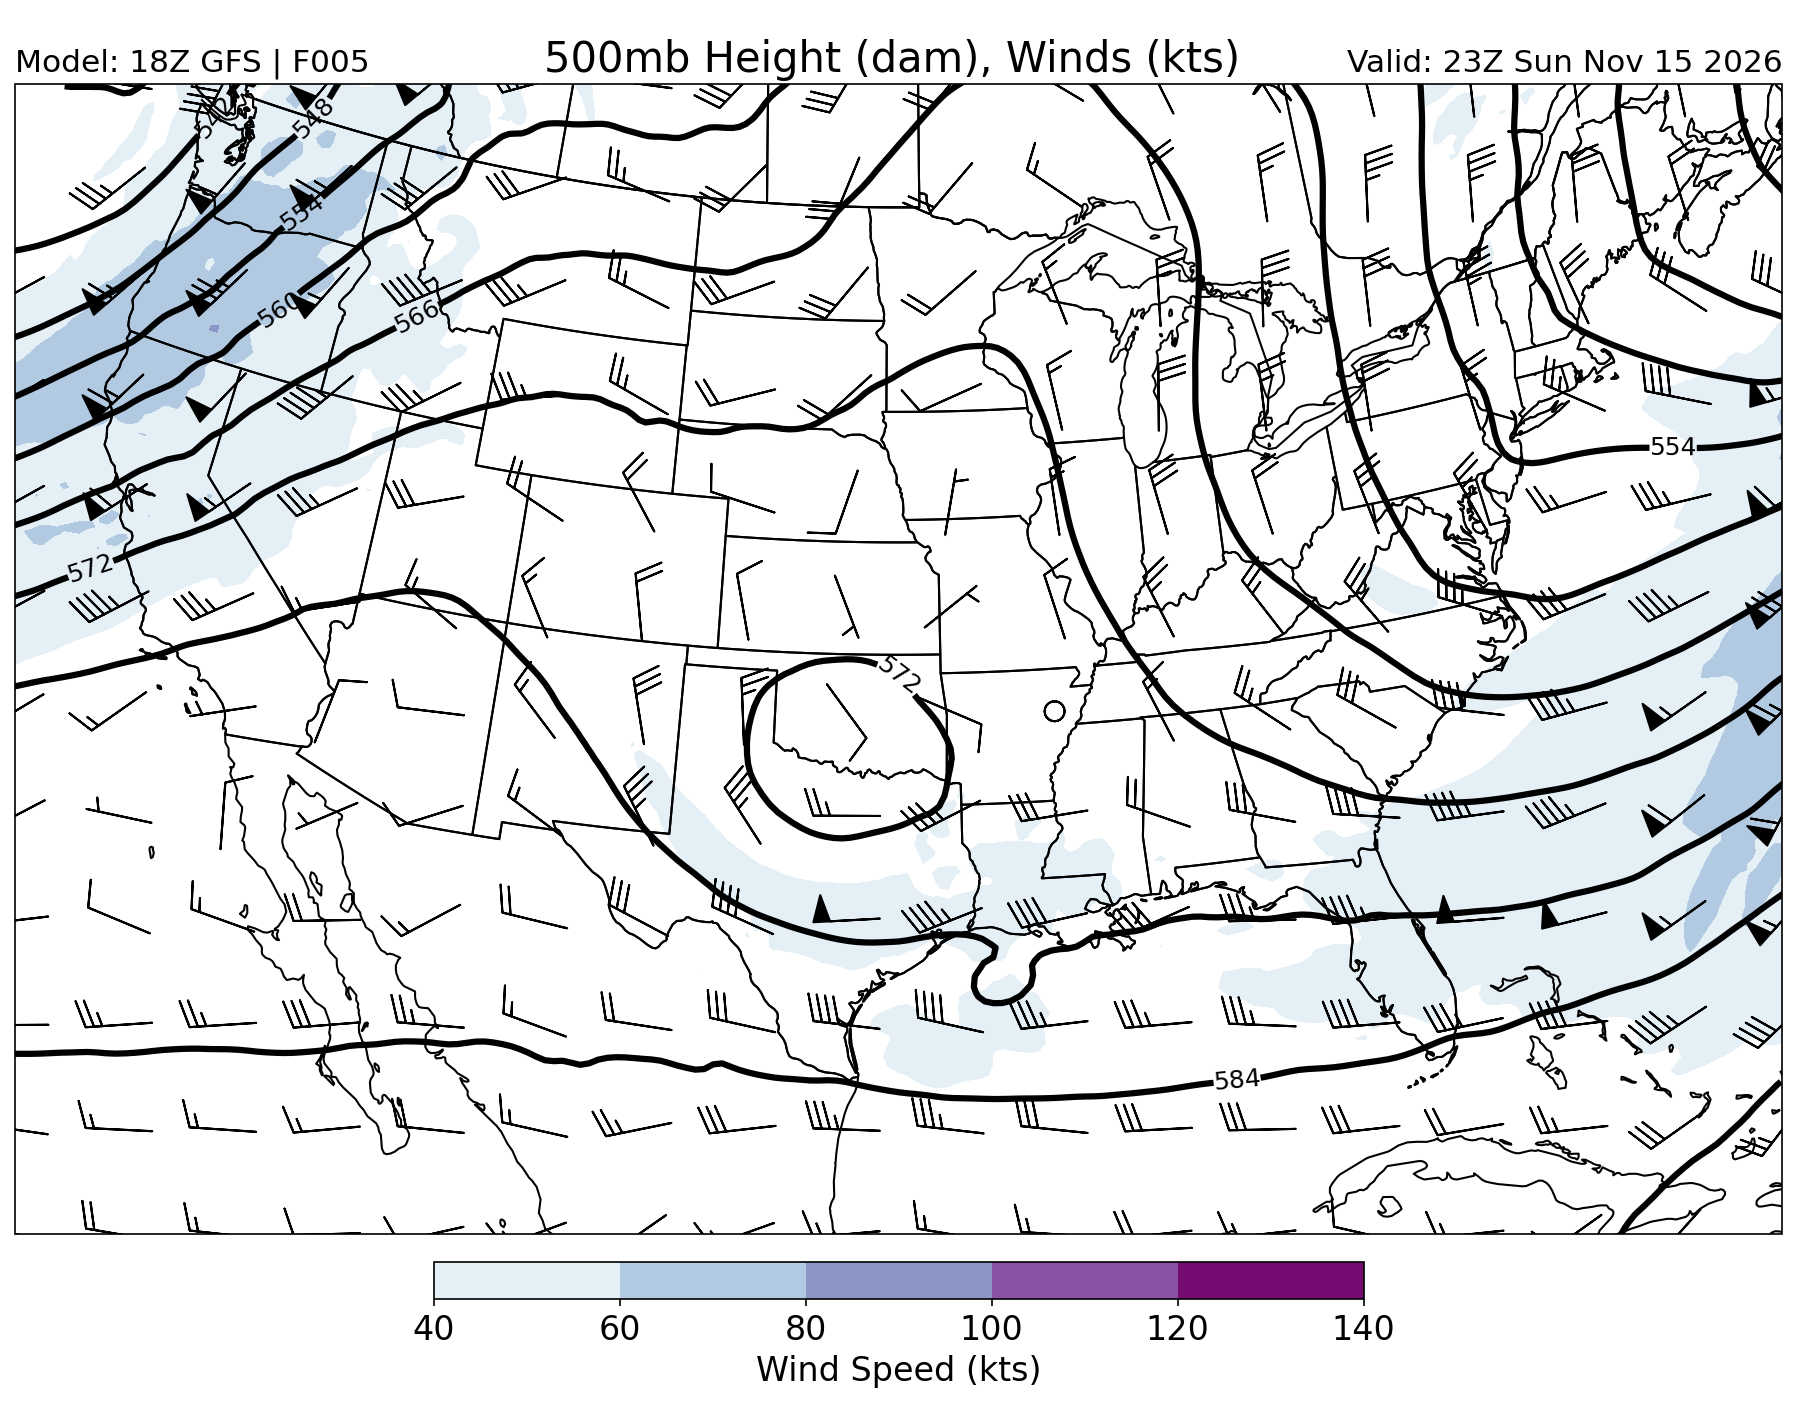 500mb Height (dam), Winds (kts)
Model: 18Z GFS | F005
Valid: 23Z Sun Nov 15 2026
548
554
560
566
572
554
572
584
40 60 80 100 120 140
Wind Speed (kts)